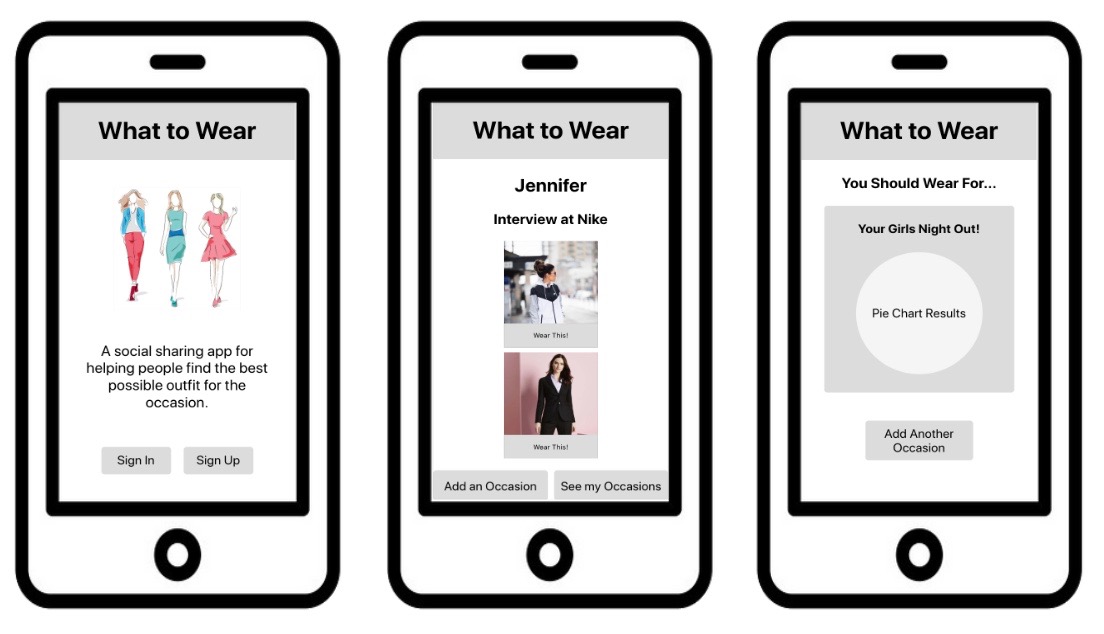 What to Wear
A social sharing app for
helping people find the best
possible outfit for the
occasion.
Sign In
Sign Up
What to Wear
Jennifer
Interview at Nike
Wear This!
Wear This!
Add an Occasion
See my Occasions
What to Wear
You Should Wear For...
Your Girls Night Out!
Pie Chart Results
Add Another
Occasion